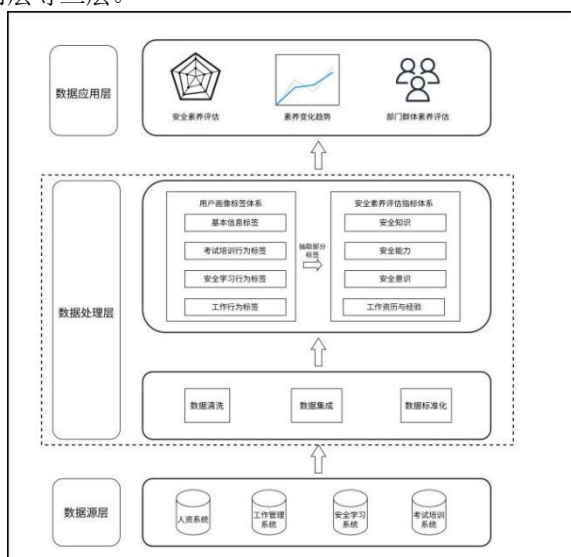 数据应用层
安全素养评估
素养变化趋势
部门群体素养评估
数据处理层
用户画像标签体系
基本信息标签
考试培训行为标签
安全学习行为标签
工作行为标签
抽取部分
标签
安全素养评估指标体系
安全知识
安全能力
安全意识
工作资历与经验
数据清洗
数据集成
数据标准化
数据源层
人资系统
工作管理
系统
安全学习
系统
考试培训
系统